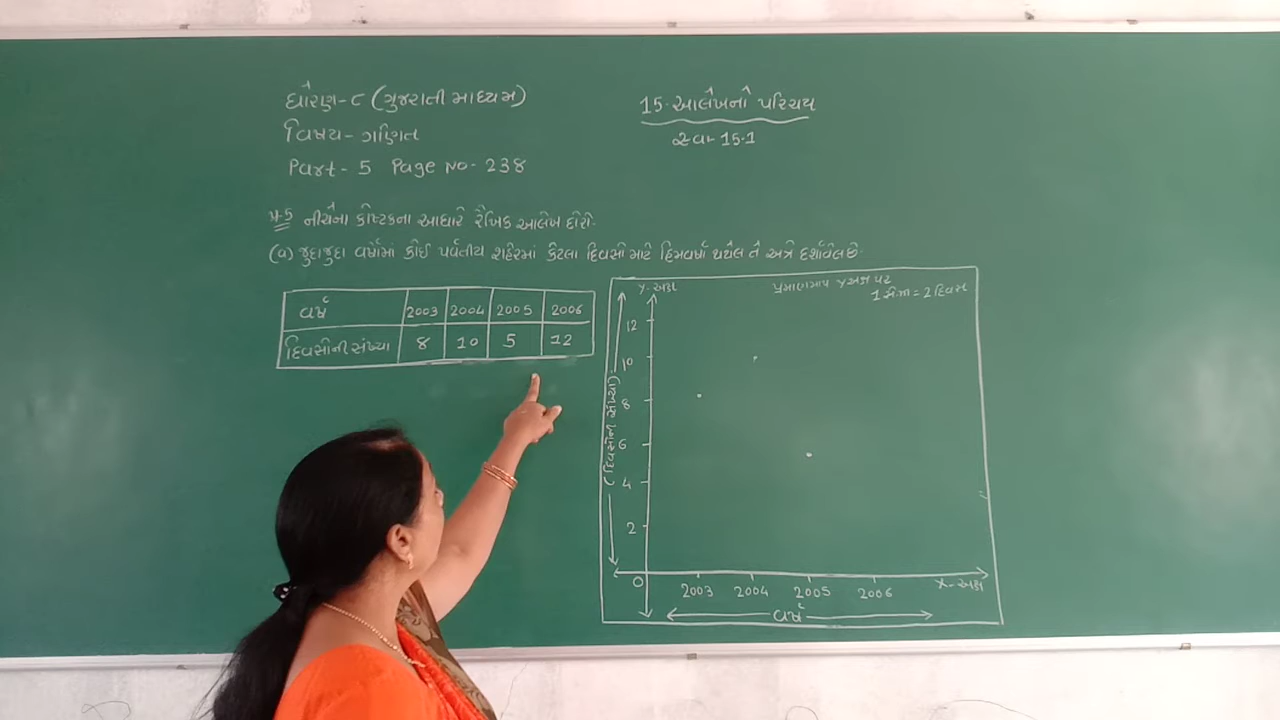 ધોરણ-૮ (ગુજરાતી માધ્યમ)
વિષય- ગણિત
Part- 5 Page No- 238
15. આલેખનો પરિચય
સ્વા- 15.1
પ્ર-5 નીચેના કોષ્ટકના આધારે રૈખિક આલેખ દોરો.
(a) જુદાજુદા વર્ષોમાં કોઈ પર્વતીય શહેરમાં કેટલા દિવસો માટે હિમવર્ષા થયેલ તે અત્રે દર્શાવેલ છે.
વર્ષ 2003 2004 2005 2006
દિવસોની સંખ્યા 8 10 5 12
Y-અક્ષ
પ્રમાણમાપ Y અક્ષ પર
1 સે.મી = 2 દિવસ
12
10
8
6
4
2
0
(દિવસોની સંખ્યા)
2003 2004 2005 2006 X-અક્ષ
વર્ષ